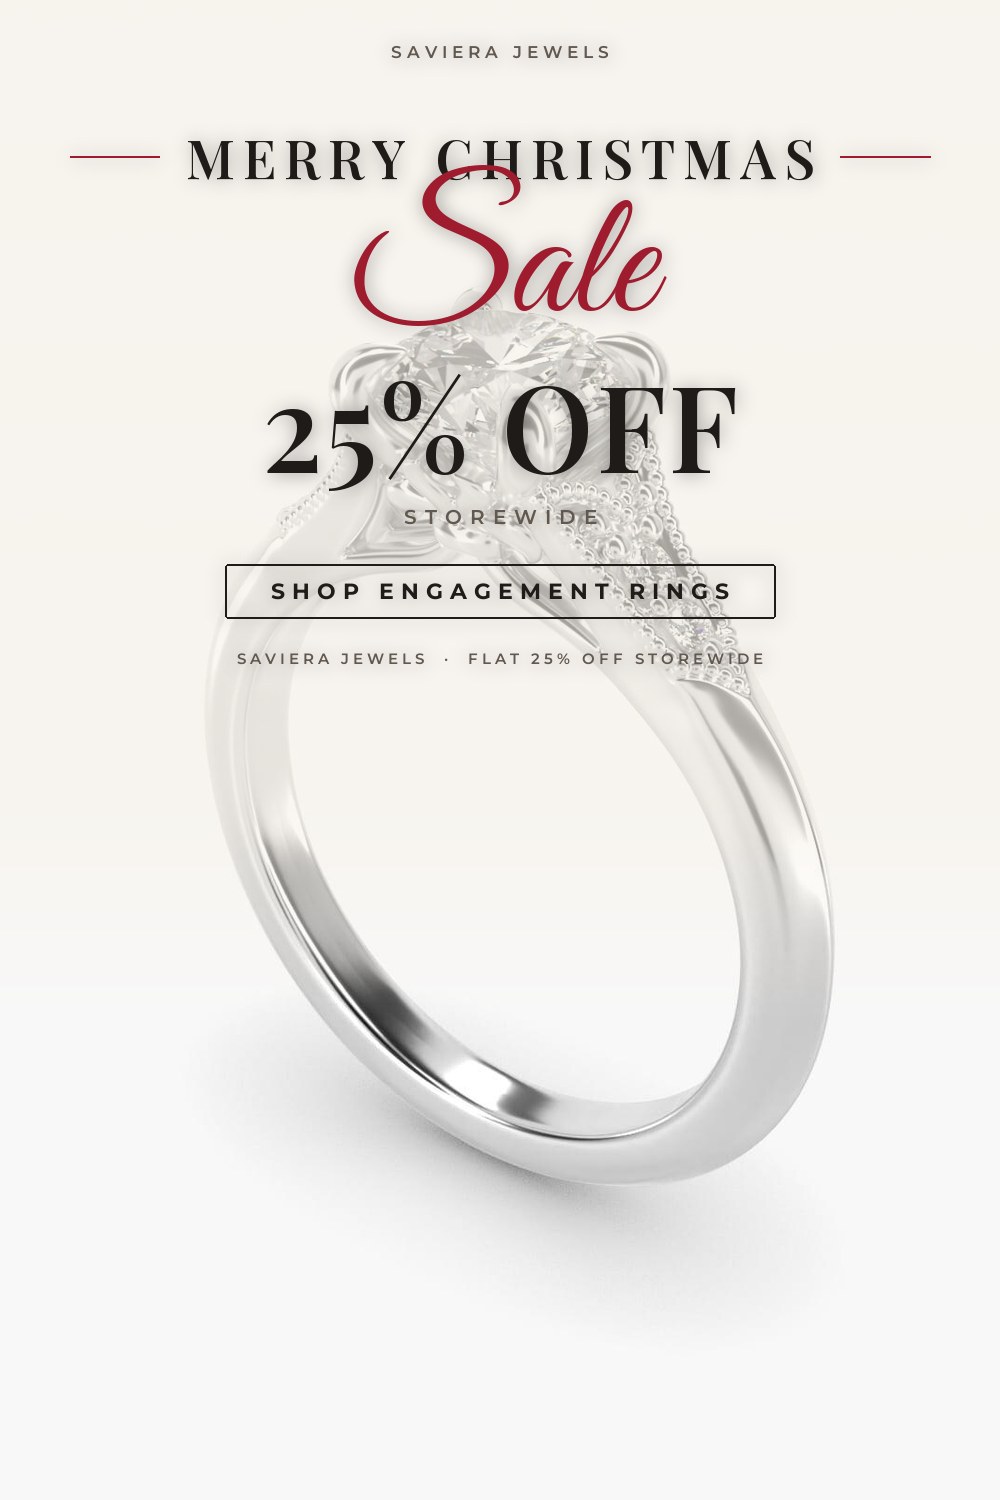 SAVIERA JEWELS
MERRY CHRISTMAS
Sale
25% OFF
STOREWIDE
SHOP ENGAGEMENT RINGS
SAVIERA JEWELS · FLAT 25% OFF STOREWIDE